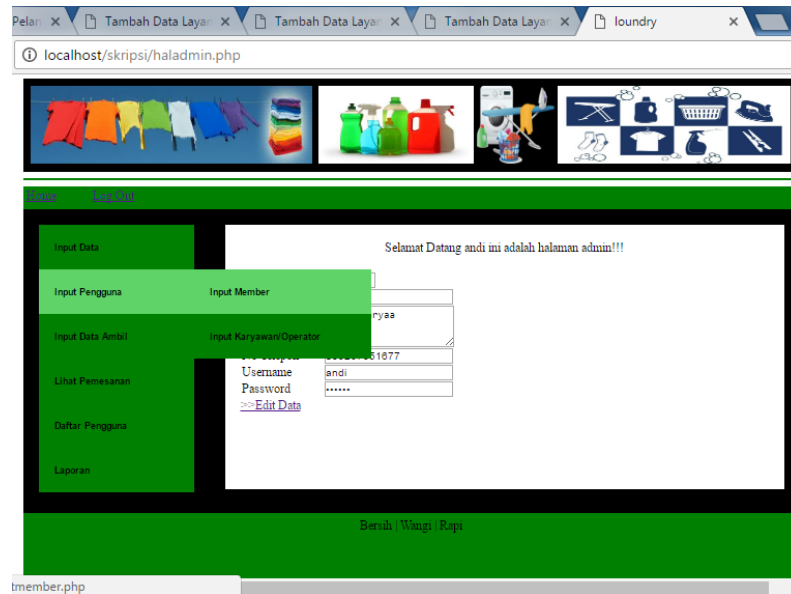 Pelan
Tambah Data Layan
Tambah Data Layan
Tambah Data Layan
loundry
localhost/skripsi/haladmin.php
Home Log Out
Input Data
Selamat Datang andi ini adalah halaman admin!!!
Input Pengguna
Input Member
Input Data Ambil
Input Karyawan/Operator
Username andi
Password ••••••
>>Edit Data
Lihat Pemesanan
Daftar Pengguna
Laporan
Bersih | Wangi | Rapi
tmember.php